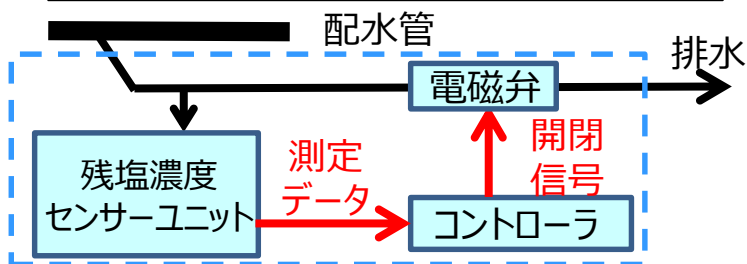 配水管
排水
電磁弁
残塩濃度
センサーユニット
測定
データ
開閉
信号
コントローラ